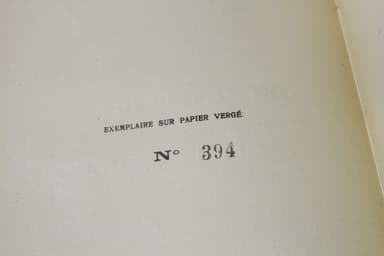 EXEMPLAIRE SUR PAPIER VERGÉ
N° 394